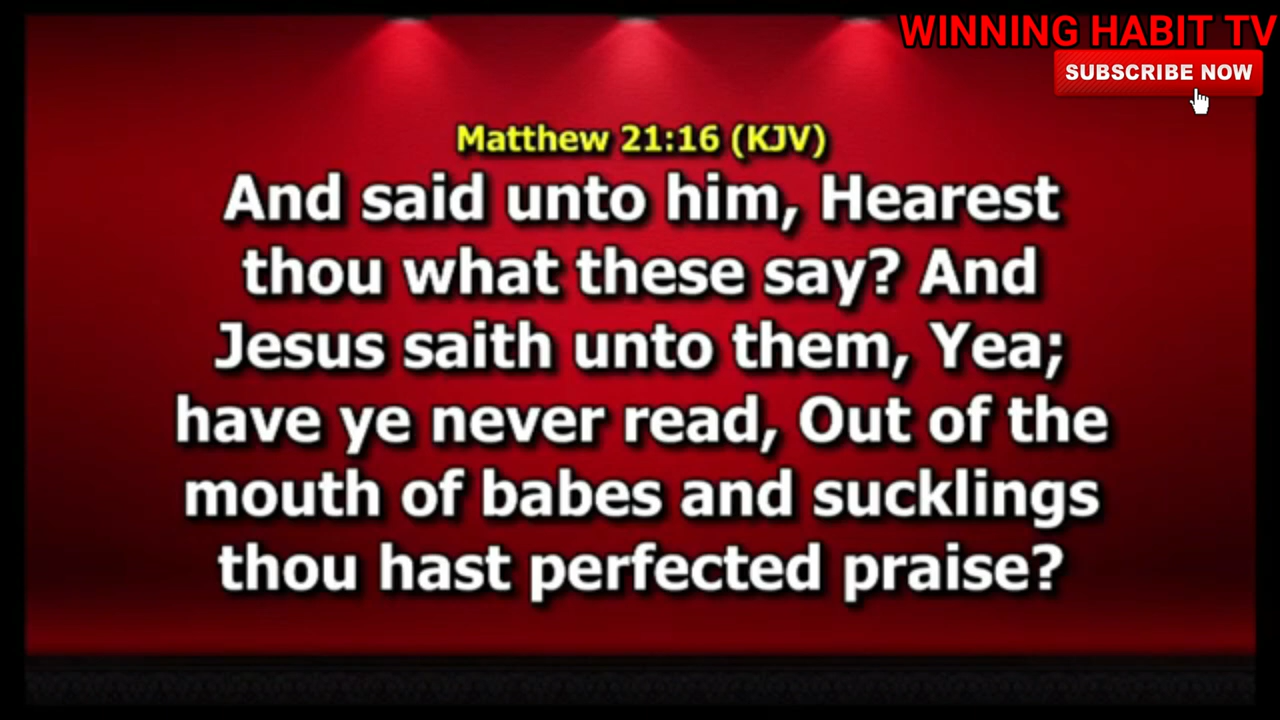 WINNING HABIT TV
SUBSCRIBE NOW
Matthew 21:16 (KJV)
And said unto him, Hearest
thou what these say? And
Jesus saith unto them, Yea;
have ye never read, Out of the
mouth of babes and sucklings
thou hast perfected praise?